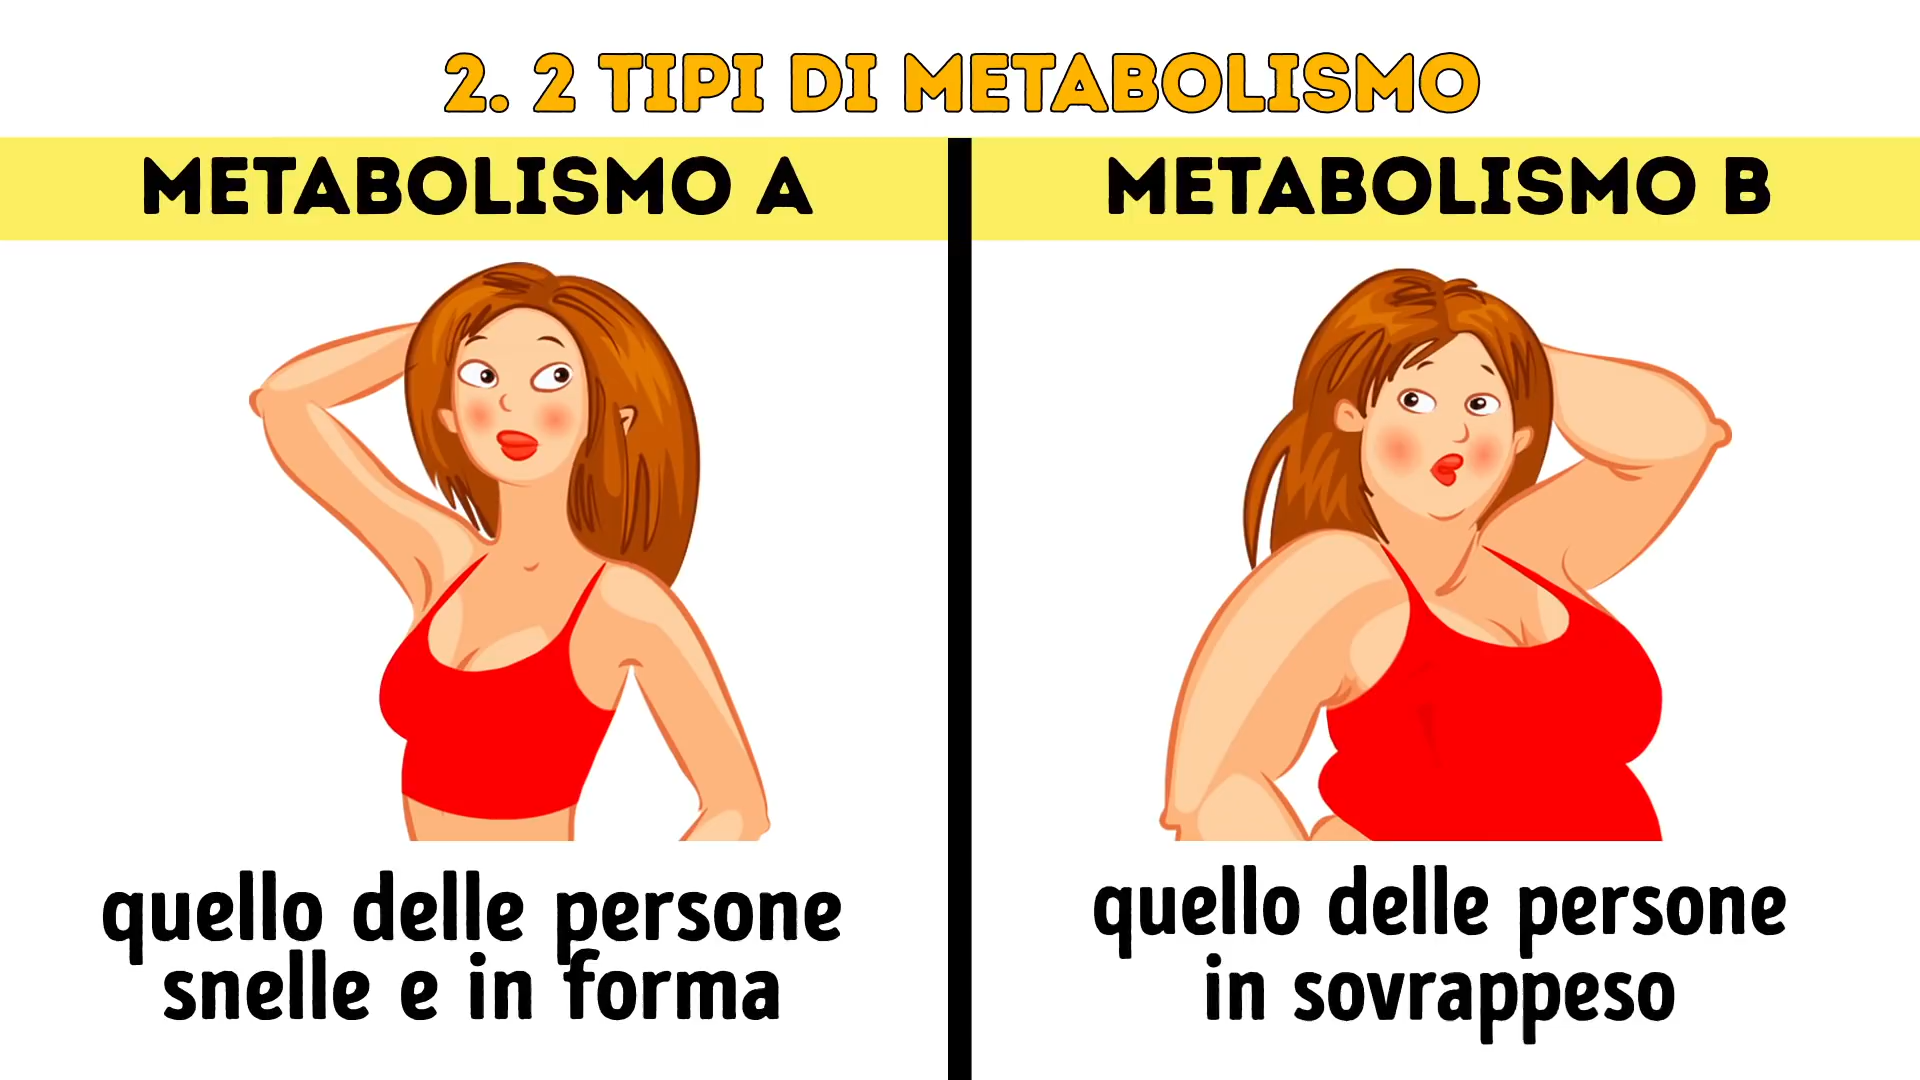 2. 2 TIPI DI METABOLISMO
METABOLISMO A
quello delle persone
snelle e in forma
METABOLISMO B
quello delle persone
in sovrappeso